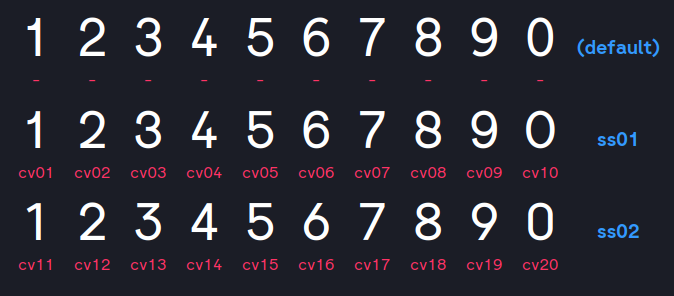 1 2 3 4 5 6 7 8 9 0 (default)
- - - - - - - - - -
1 2 3 4 5 6 7 8 9 0 ss01
cv01 cv02 cv03 cv04 cv05 cv06 cv07 cv08 cv09 cv10
1 2 3 4 5 6 7 8 9 0 ss02
cv11 cv12 cv13 cv14 cv15 cv16 cv17 cv18 cv19 cv20